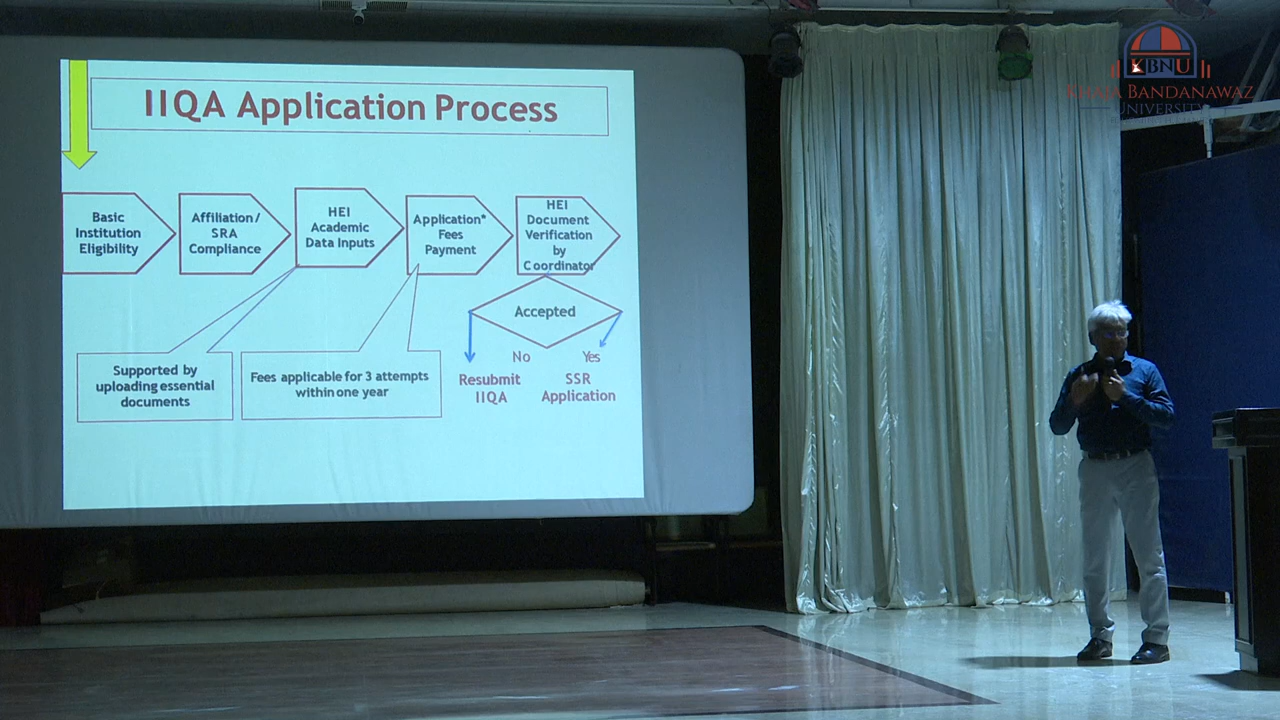 KBNU
KHAJA BANDANAWAZ
UNIVERSITY
IIQA Application Process
Basic
Institution
Eligibility
Affiliation /
SRA
Compliance
HEI
Academic
Data Inputs
Application*
Fees
Payment
HEI
Document
Verification
by
Coordinator
Accepted
No
Yes
Supported by
uploading essential
documents
Fees applicable for 3 attempts
within one year
Resubmit
IIQA
SSR
Application